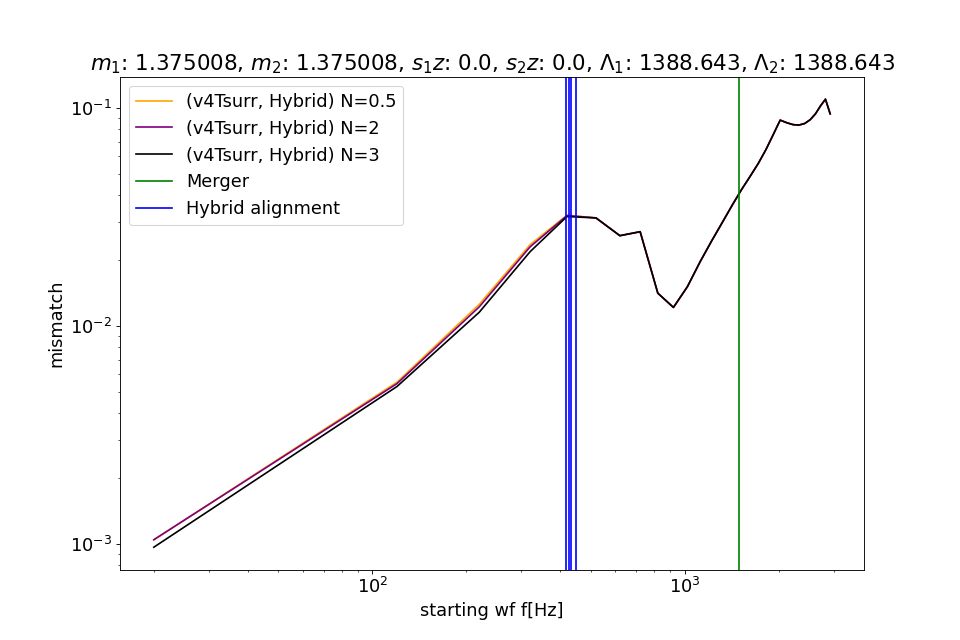 m₁: 1.375008, m₂: 1.375008, s₁z: 0.0, s₂z: 0.0, Λ₁: 1388.643, Λ₂: 1388.643
(v4Tsurr, Hybrid) N=0.5
(v4Tsurr, Hybrid) N=2
(v4Tsurr, Hybrid) N=3
Merger
Hybrid alignment
10⁻¹
10⁻²
10⁻³
mismatch
10²
10³
starting wf f[Hz]